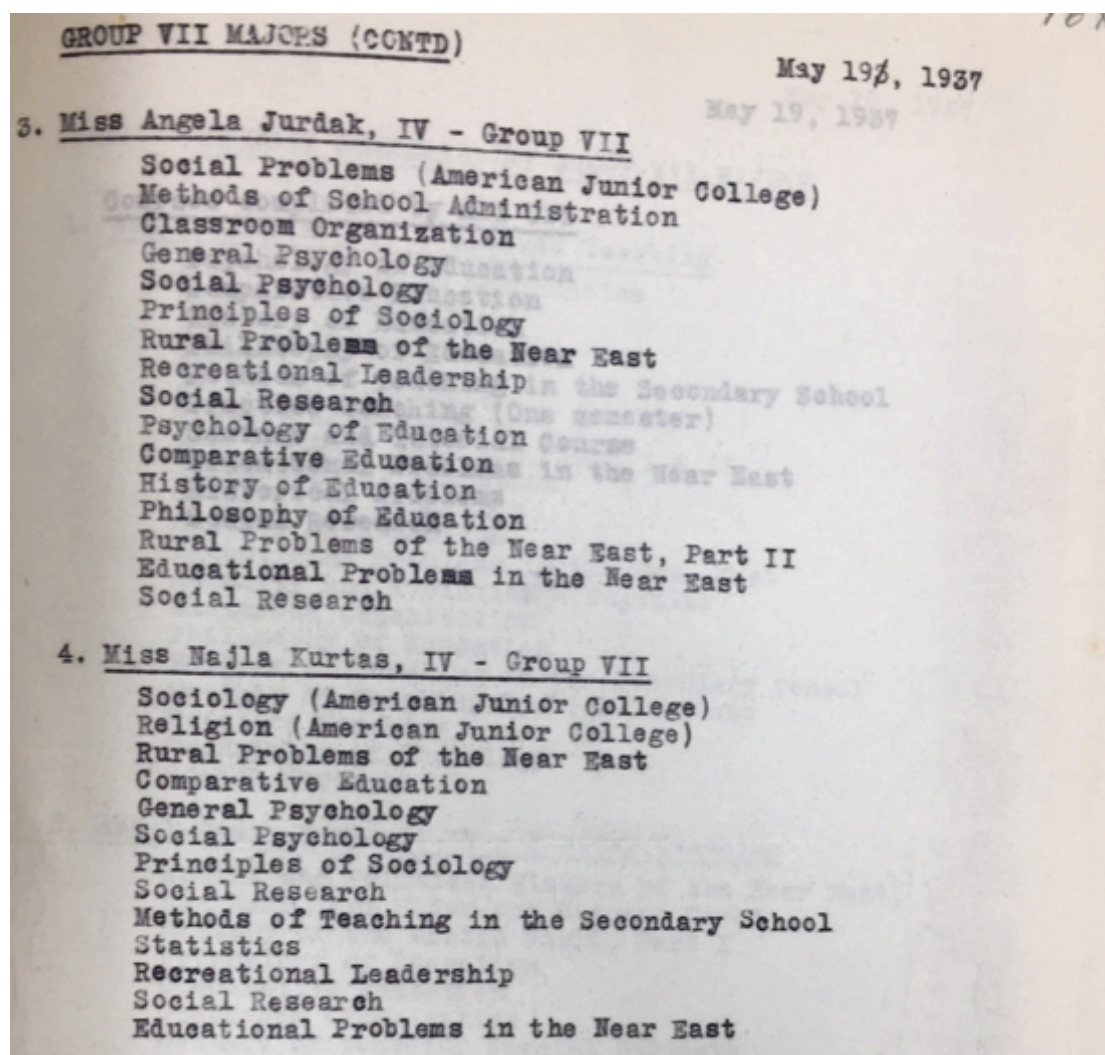 GROUP VII MAJORS (CONTD)
May 19, 1937
May 19, 1937
3. Miss Angela Jurdak, IV - Group VII
Social Problems (American Junior College)
Methods of School Administration
Classroom Organization
General Psychology
Social Psychology
Principles of Sociology
Rural Problems of the Near East
Recreational Leadership
Social Research
Psychology of Education
Comparative Education
History of Education
Philosophy of Education
Rural Problems of the Near East, Part II
Educational Problems in the Near East
Social Research
4. Miss Najla Kurtas, IV - Group VII
Sociology (American Junior College)
Religion (American Junior College)
Rural Problems of the Near East
Comparative Education
General Psychology
Social Psychology
Principles of Sociology
Social Research
Methods of Teaching in the Secondary School
Statistics
Recreational Leadership
Social Research
Educational Problems in the Near East